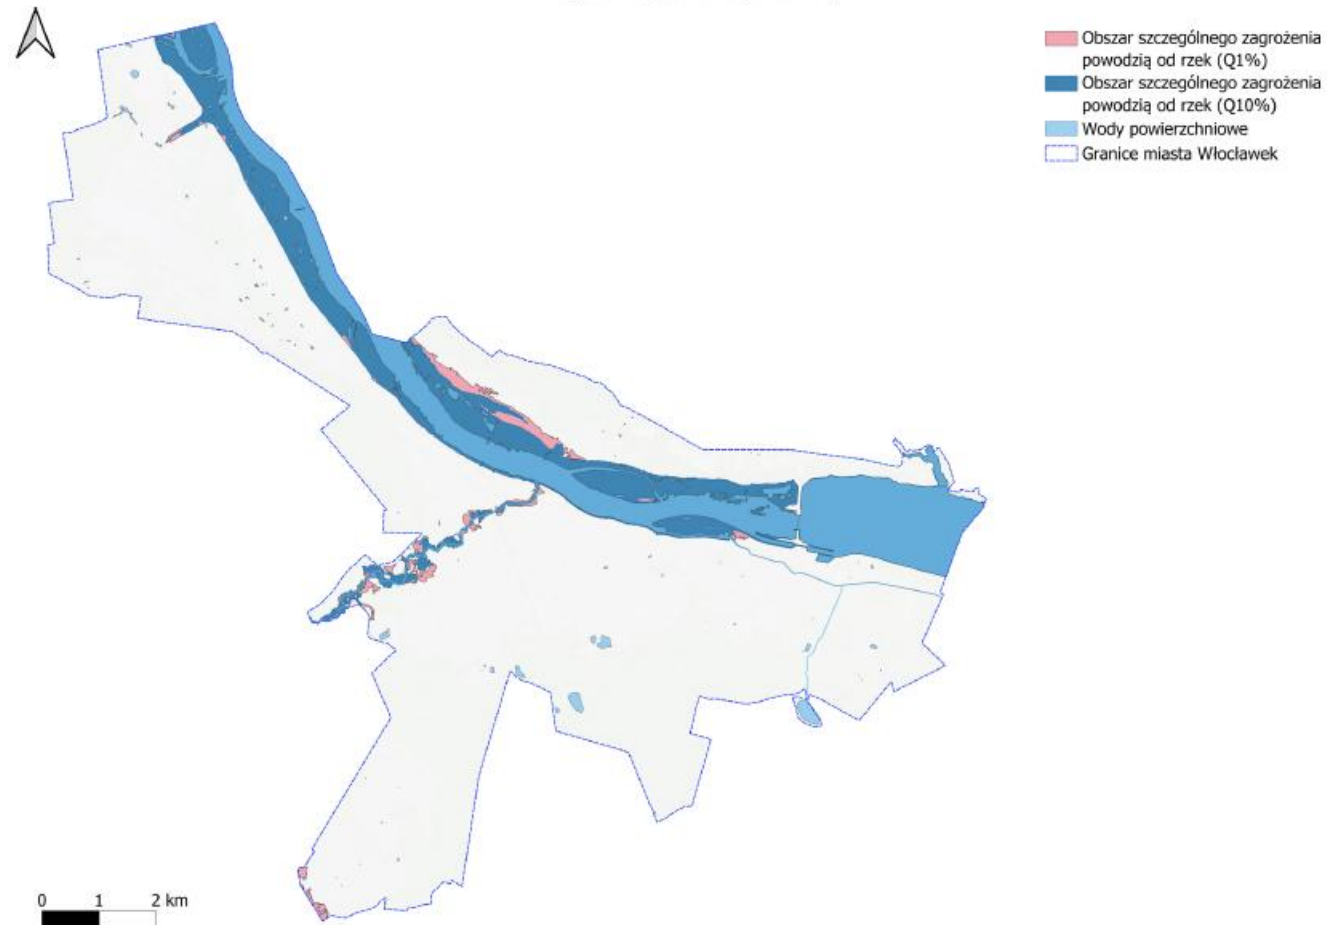 Obszar szczególnego zagrożenia
powodzią od rzek (Q1%)
Obszar szczególnego zagrożenia
powodzią od rzek (Q10%)
Wody powierzchniowe
Granice miasta Włocławek
0 1 2 km